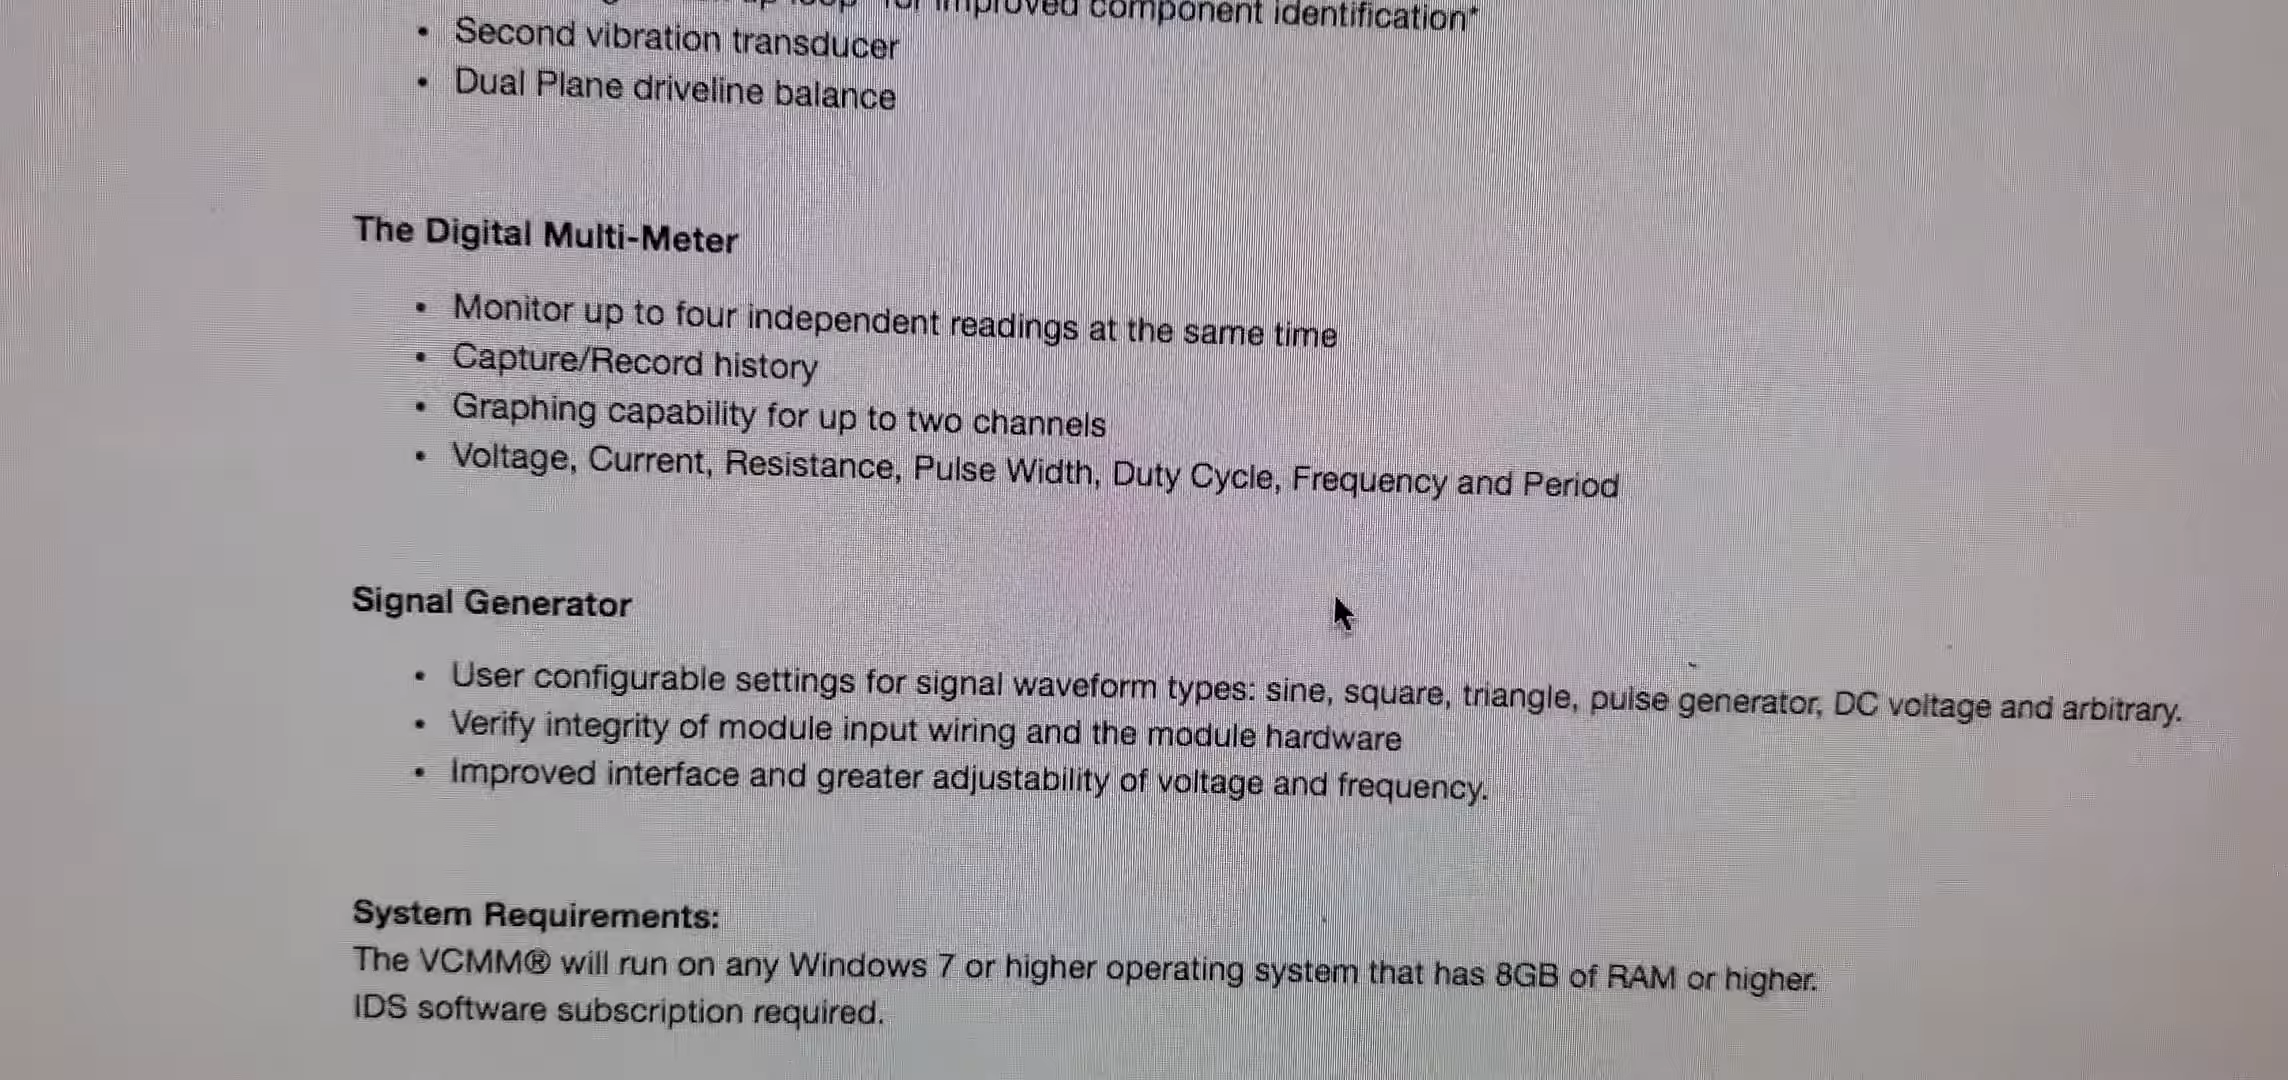 for improved component identification*
• Second vibration transducer
• Dual Plane driveline balance
The Digital Multi-Meter
• Monitor up to four independent readings at the same time
• Capture/Record history
• Graphing capability for up to two channels
• Voltage, Current, Resistance, Pulse Width, Duty Cycle, Frequency and Period
Signal Generator
• User configurable settings for signal waveform types: sine, square, triangle, pulse generator, DC voltage and arbitrary.
• Verify integrity of module input wiring and the module hardware
• Improved interface and greater adjustability of voltage and frequency.
System Requirements:
The VCMM® will run on any Windows 7 or higher operating system that has 8GB of RAM or higher.
IDS software subscription required.